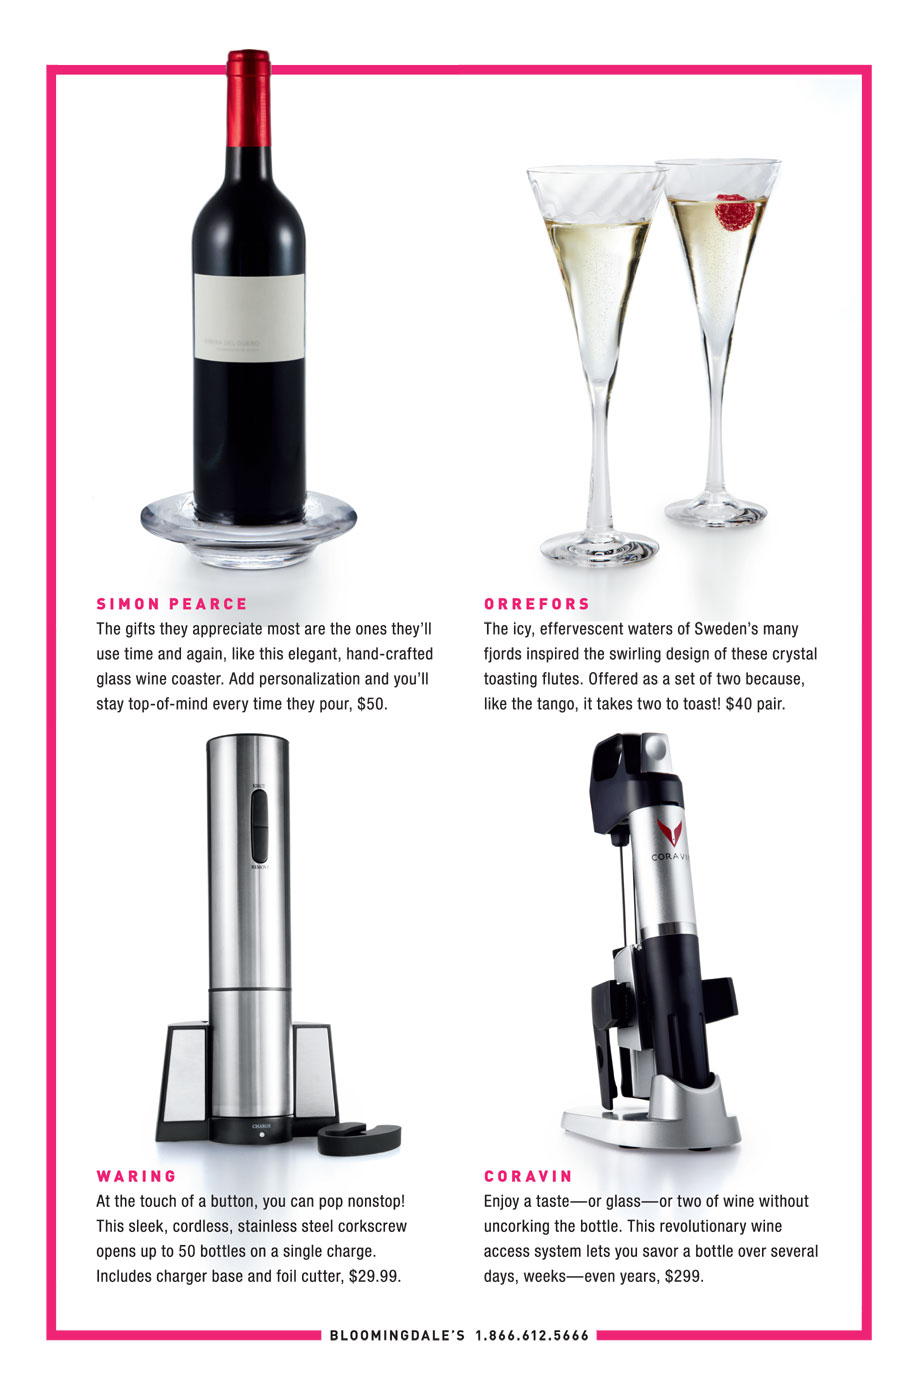 RIBERA DEL DUERO
SIMON PEARCE
The gifts they appreciate most are the ones they’ll
use time and again, like this elegant, hand-crafted
glass wine coaster. Add personalization and you’ll
stay top-of-mind every time they pour, $50.
ORREFORS
The icy, effervescent waters of Sweden’s many
fjords inspired the swirling design of these crystal
toasting flutes. Offered as a set of two because,
like the tango, it takes two to toast! $40 pair.
EJECT
REMOVE
CHARGE
CORAVIN
WARING
At the touch of a button, you can pop nonstop!
This sleek, cordless, stainless steel corkscrew
opens up to 50 bottles on a single charge.
Includes charger base and foil cutter, $29.99.
CORAVIN
Enjoy a taste—or glass—or two of wine without
uncorking the bottle. This revolutionary wine
access system lets you savor a bottle over several
days, weeks—even years, $299.
BLOOMINGDALE’S 1.866.612.5666